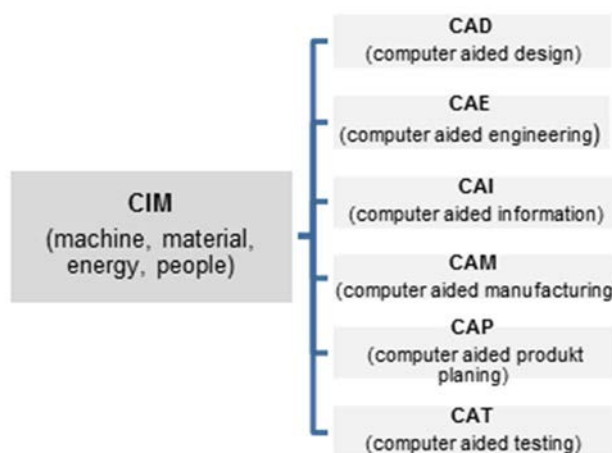 CIM
(machine, material,
energy, people)
CAD
(computer aided design)
CAE
(computer aided engineering)
CAI
(computer aided information)
CAM
(computer aided manufacturing
CAP
(computer aided produkt
planing)
CAT
(computer aided testing)